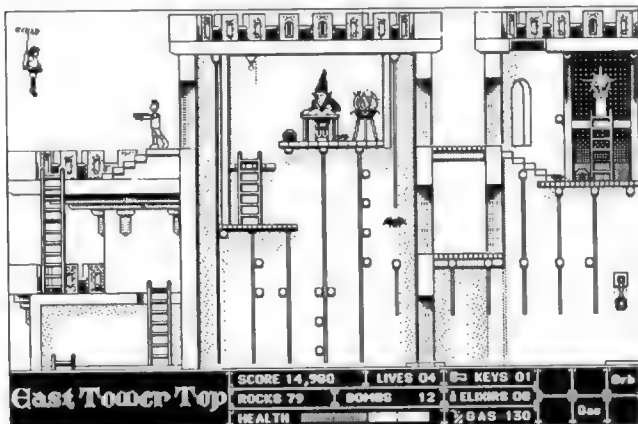 East Tower Top
SCORE 14,980 LIVES 04 KEYS 01
ROCKS 79 BOMBS 12 ELIXIRS 08
HEALTH GAS 130
Orb
Gas